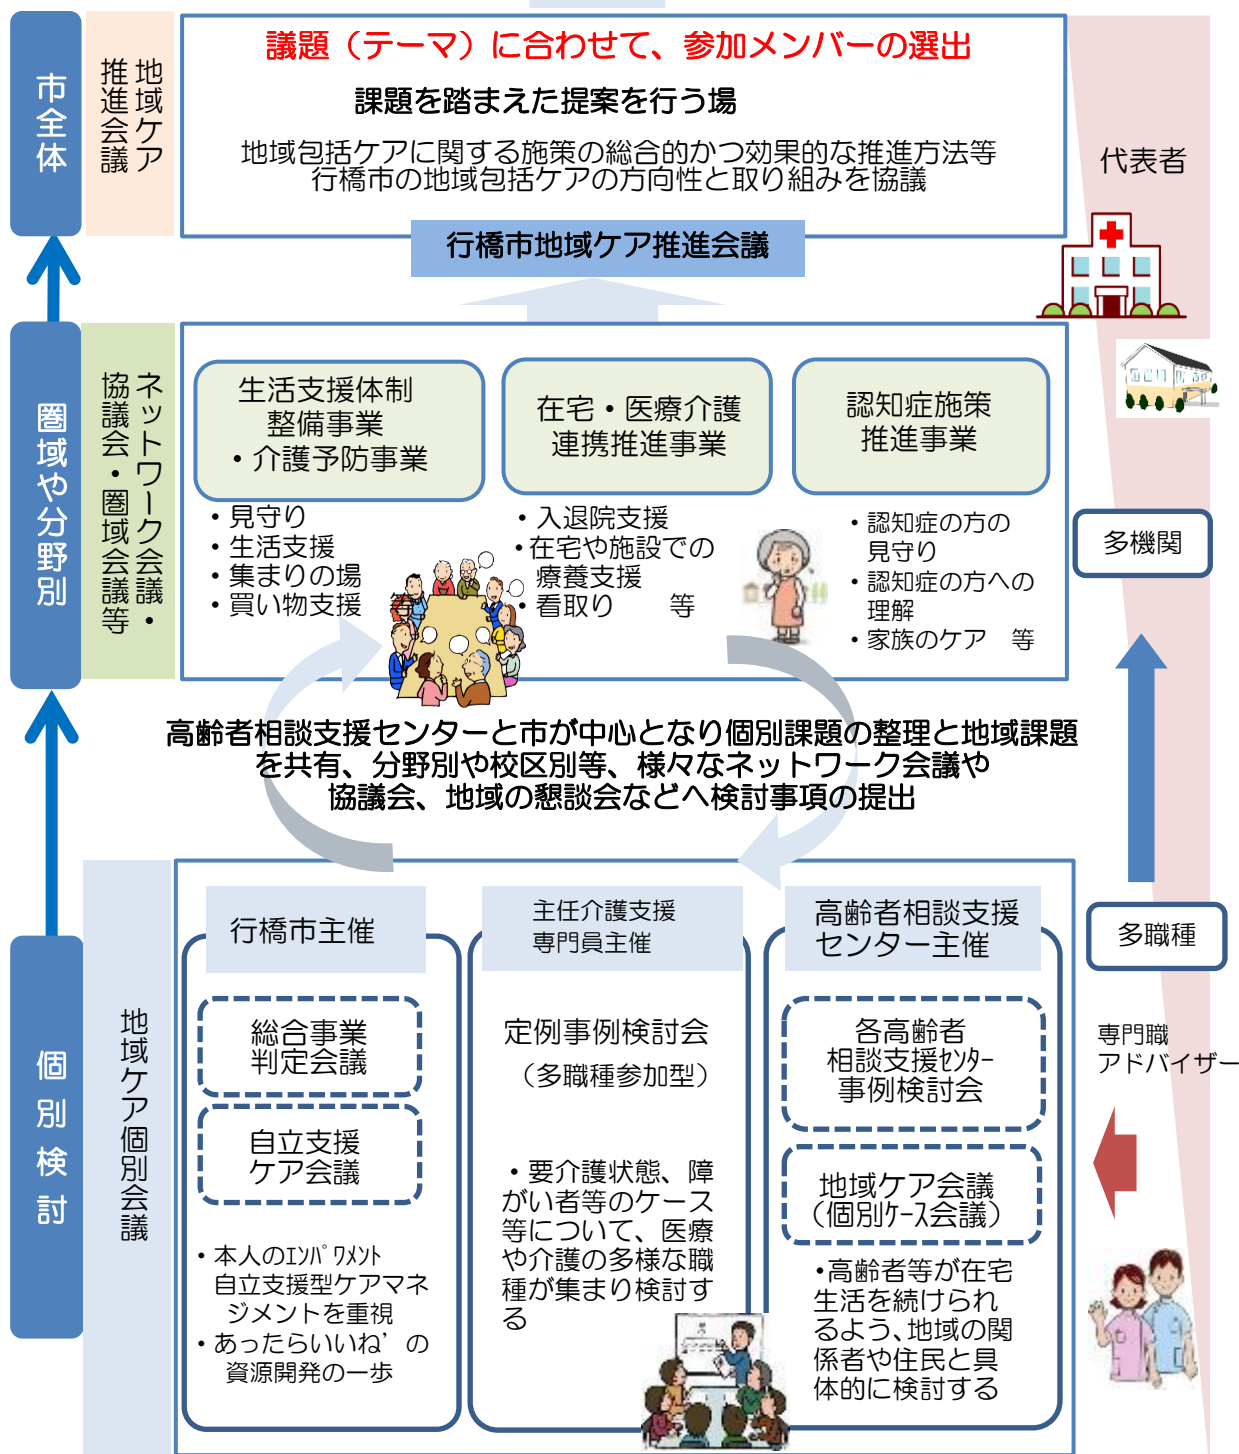 市全体
地域ケア
推進会議
議題（テーマ）に合わせて、参加メンバーの選出
課題を踏まえた提案を行う場
地域包括ケアに関する施策の総合的かつ効果的な推進方法等
行橋市の地域包括ケアの方向性と取り組みを協議
行橋市地域ケア推進会議
代表者
圏域や分野別
ネットワーク会議・
協議会・圏域会議等
生活支援体制
整備事業
・介護予防事業
・見守り
・生活支援
・集まりの場
・買い物支援
在宅・医療介護
連携推進事業
・入退院支援
・在宅や施設での
療養支援
・看取り　等
認知症施策
推進事業
・認知症の方の
見守り
・認知症の方への
理解
・家族のケア　等
多機関
高齢者相談支援センターと市が中心となり個別課題の整理と地域課題
を共有、分野別や校区別等、様々なネットワーク会議や
協議会、地域の懇談会などへ検討事項の提出
個別検討
地域ケア個別会議
行橋市主催
総合事業
判定会議
自立支援
ケア会議
・本人のｴﾝﾊﾟﾜﾒﾝﾄ
自立支援型ケアマネ
ジメントを重視
・あったらいいね’の
資源開発の一歩
主任介護支援
専門員主催
定例事例検討会
（多職種参加型）
・要介護状態、障
がい者等のケース
等について、医療
や介護の多様な職
種が集まり検討す
る
高齢者相談支援
センター主催
各高齢者
相談支援ｾﾝﾀｰ
事例検討会
地域ケア会議
（個別ｹｰｽ会議）
・高齢者等が在宅
生活を続けられ
るよう、地域の関
係者や住民と具
体的に検討する
多職種
専門職
アドバイザー